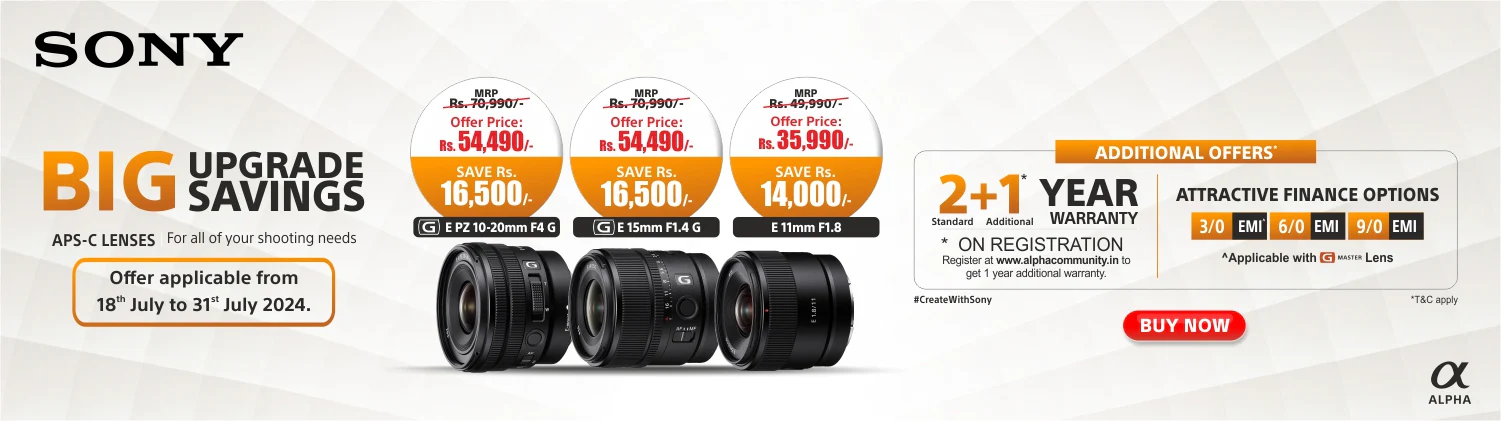 SONY
BIG UPGRADE SAVINGS
APS-C LENSES | For all of your shooting needs
Offer applicable from
18th July to 31st July 2024.
MRP
Rs. 70,990/-
Offer Price:
Rs. 54,490/-
SAVE Rs.
16,500/-
G E PZ 10-20mm F4 G
MRP
Rs. 70,990/-
Offer Price:
Rs. 54,490/-
SAVE Rs.
16,500/-
G E 15mm F1.4 G
MRP
Rs. 49,990/-
Offer Price:
Rs. 35,990/-
SAVE Rs.
14,000/-
E 11mm F1.8
G
G
E 1.8/11
ADDITIONAL OFFERS*
2+1* YEAR
Standard Additional WARRANTY
* ON REGISTRATION
Register at www.alphacommunity.in to
get 1 year additional warranty.
ATTRACTIVE FINANCE OPTIONS
3/0 EMI* 6/0 EMI 9/0 EMI
^Applicable with G MASTER Lens
#CreateWithSony
*T&C apply
BUY NOW
α
ALPHA